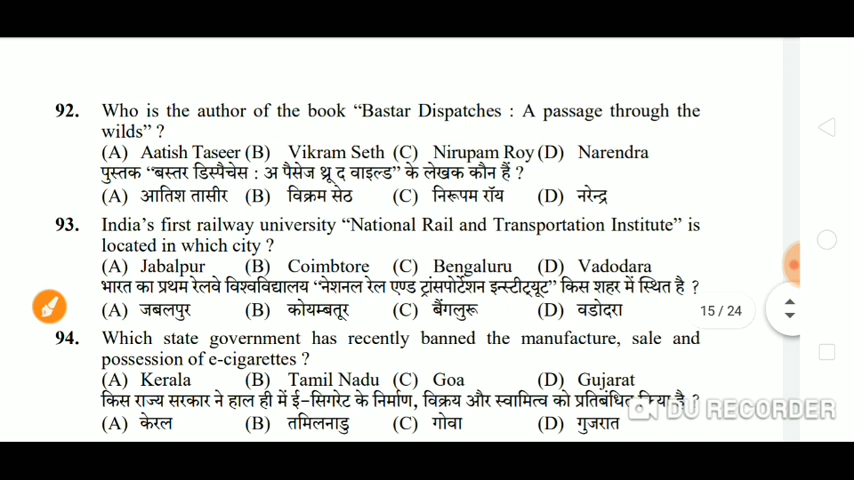 92. Who is the author of the book “Bastar Dispatches : A passage through the
wilds” ?
(A) Aatish Taseer (B) Vikram Seth (C) Nirupam Roy (D) Narendra
पुस्तक “बस्तर डिस्पैचेस : अ पैसेज थ्रू द वाइल्ड” के लेखक कौन हैं ?
(A) आतिश तासीर (B) विक्रम सेठ (C) निरूपम रॉय (D) नरेन्द्र
93. India’s first railway university “National Rail and Transportation Institute” is
located in which city ?
(A) Jabalpur (B) Coimbtore (C) Bengaluru (D) Vadodara
भारत का प्रथम रेलवे विश्वविद्यालय “नेशनल रेल एण्ड ट्रांसपोर्टेशन इन्स्टीट्यूट” किस शहर में स्थित है ?
(A) जबलपुर (B) कोयम्बतूर (C) बैंगलुरू (D) वडोदरा
15 / 24
94. Which state government has recently banned the manufacture, sale and
possession of e-cigarettes ?
(A) Kerala (B) Tamil Nadu (C) Goa (D) Gujarat
किस राज्य सरकार ने हाल ही में ई-सिगरेट के निर्माण, विक्रय और स्वामित्व को प्रतिबंधित किया है ?
DU RECORDER
(A) केरल (B) तमिलनाडु (C) गोवा (D) गुजरात